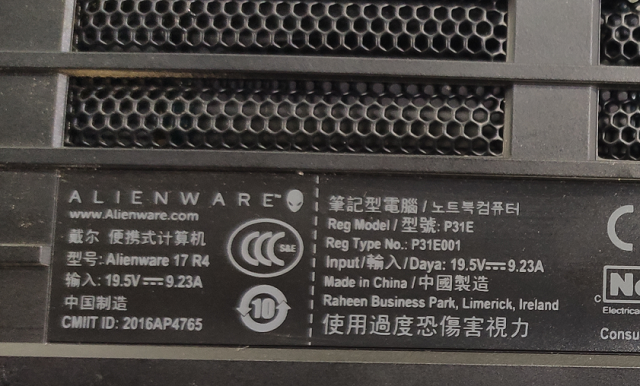 ALIENWARE™
www.Alienware.com
戴尔 便携式计算机
型号: Alienware 17 R4
输入: 19.5V⎓9.23A
中国制造
CMIIT ID: 2016AP4765
CCC S&E
10
筆記型電腦 / 노트북컴퓨터
Reg Model / 型號: P31E
Reg Type No.: P31E001
Input/輸入/Daya: 19.5V⎓9.23A
Made in China / 中國製造
Raheen Business Park, Limerick, Ireland
使用過度恐傷害視力
C
c
Electrical
Consu